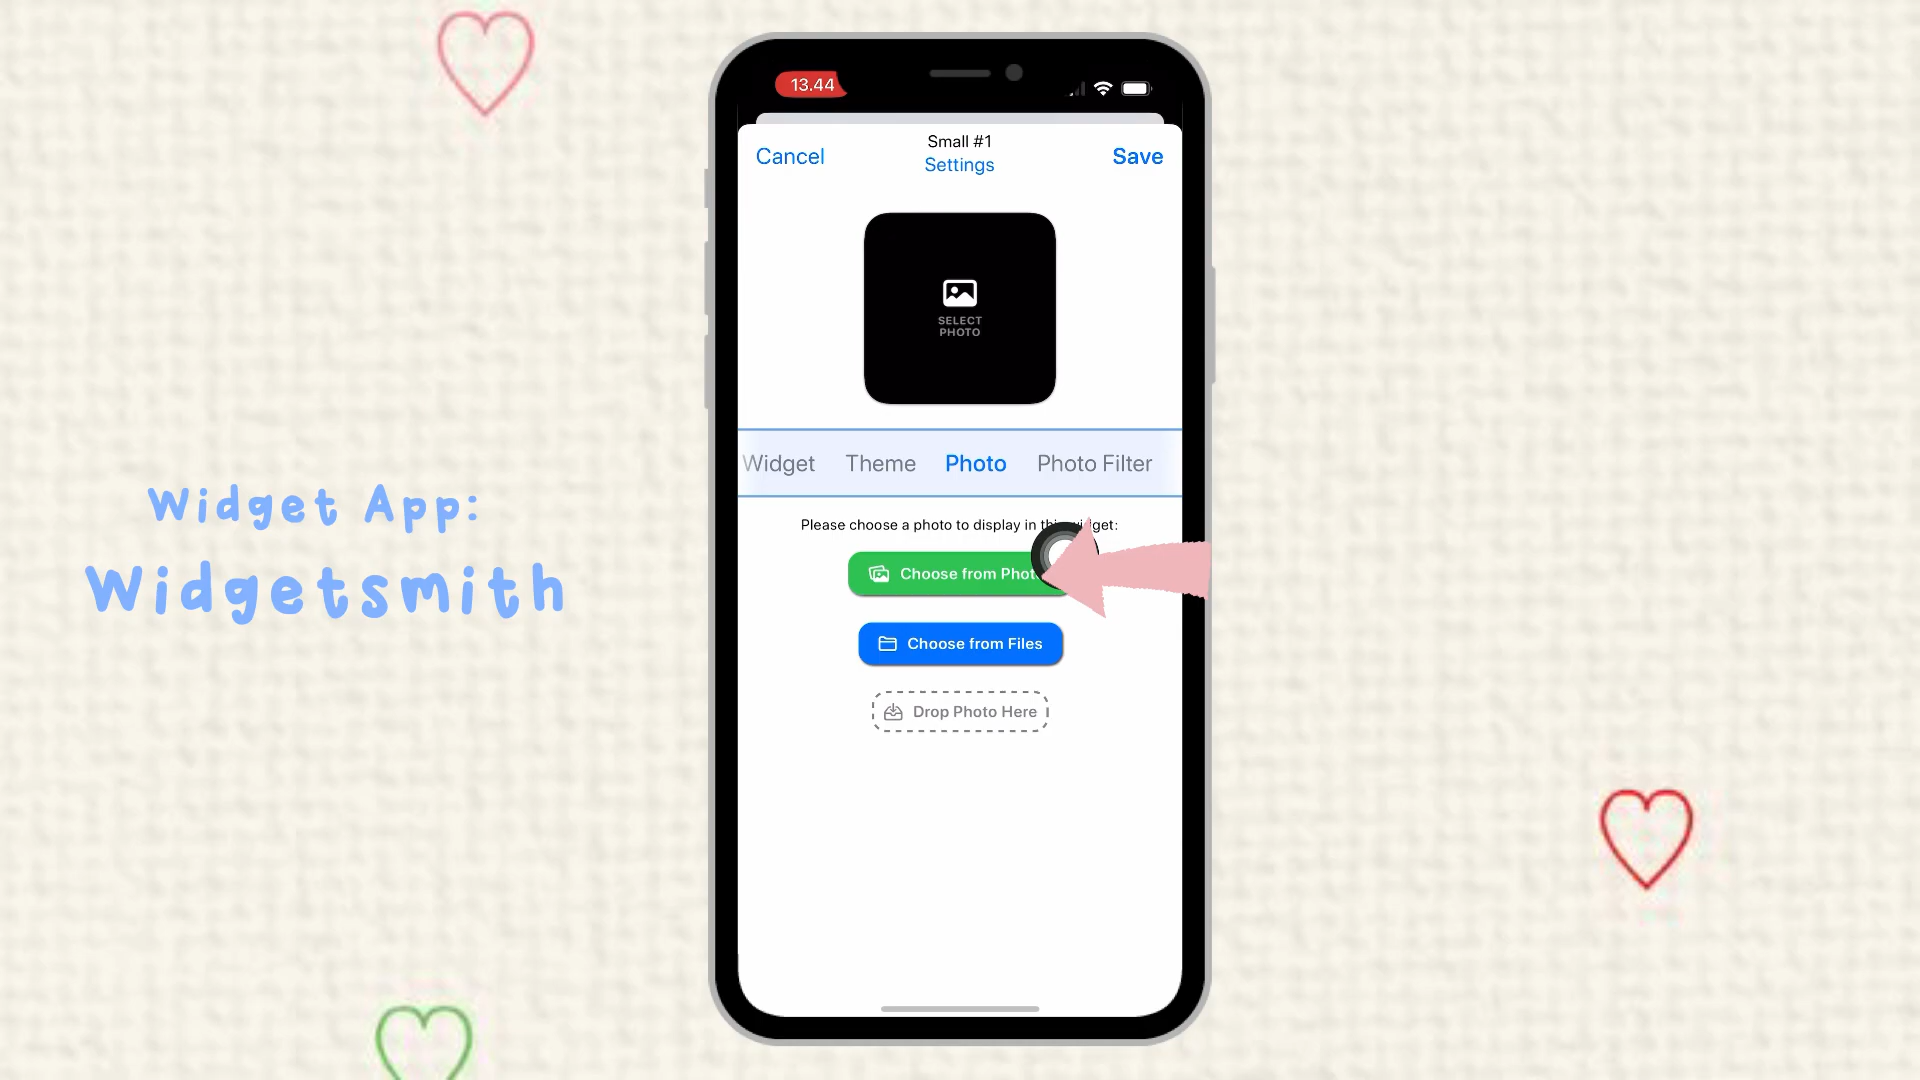 13.44
Small #1
Cancel
Settings
Save
SELECT
PHOTO
Widget Theme Photo Photo Filter
Please choose a photo to display in
Choose from
Choose from Files
Drop Photo Here
Widget App:
Widgetsmith